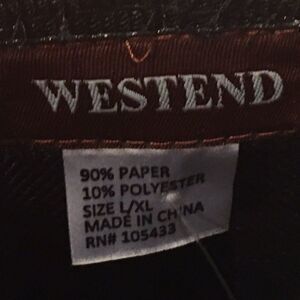 WESTEND
90% PAPER
10% POLYESTER
SIZE L/XL
MADE IN CHINA
RN# 105433